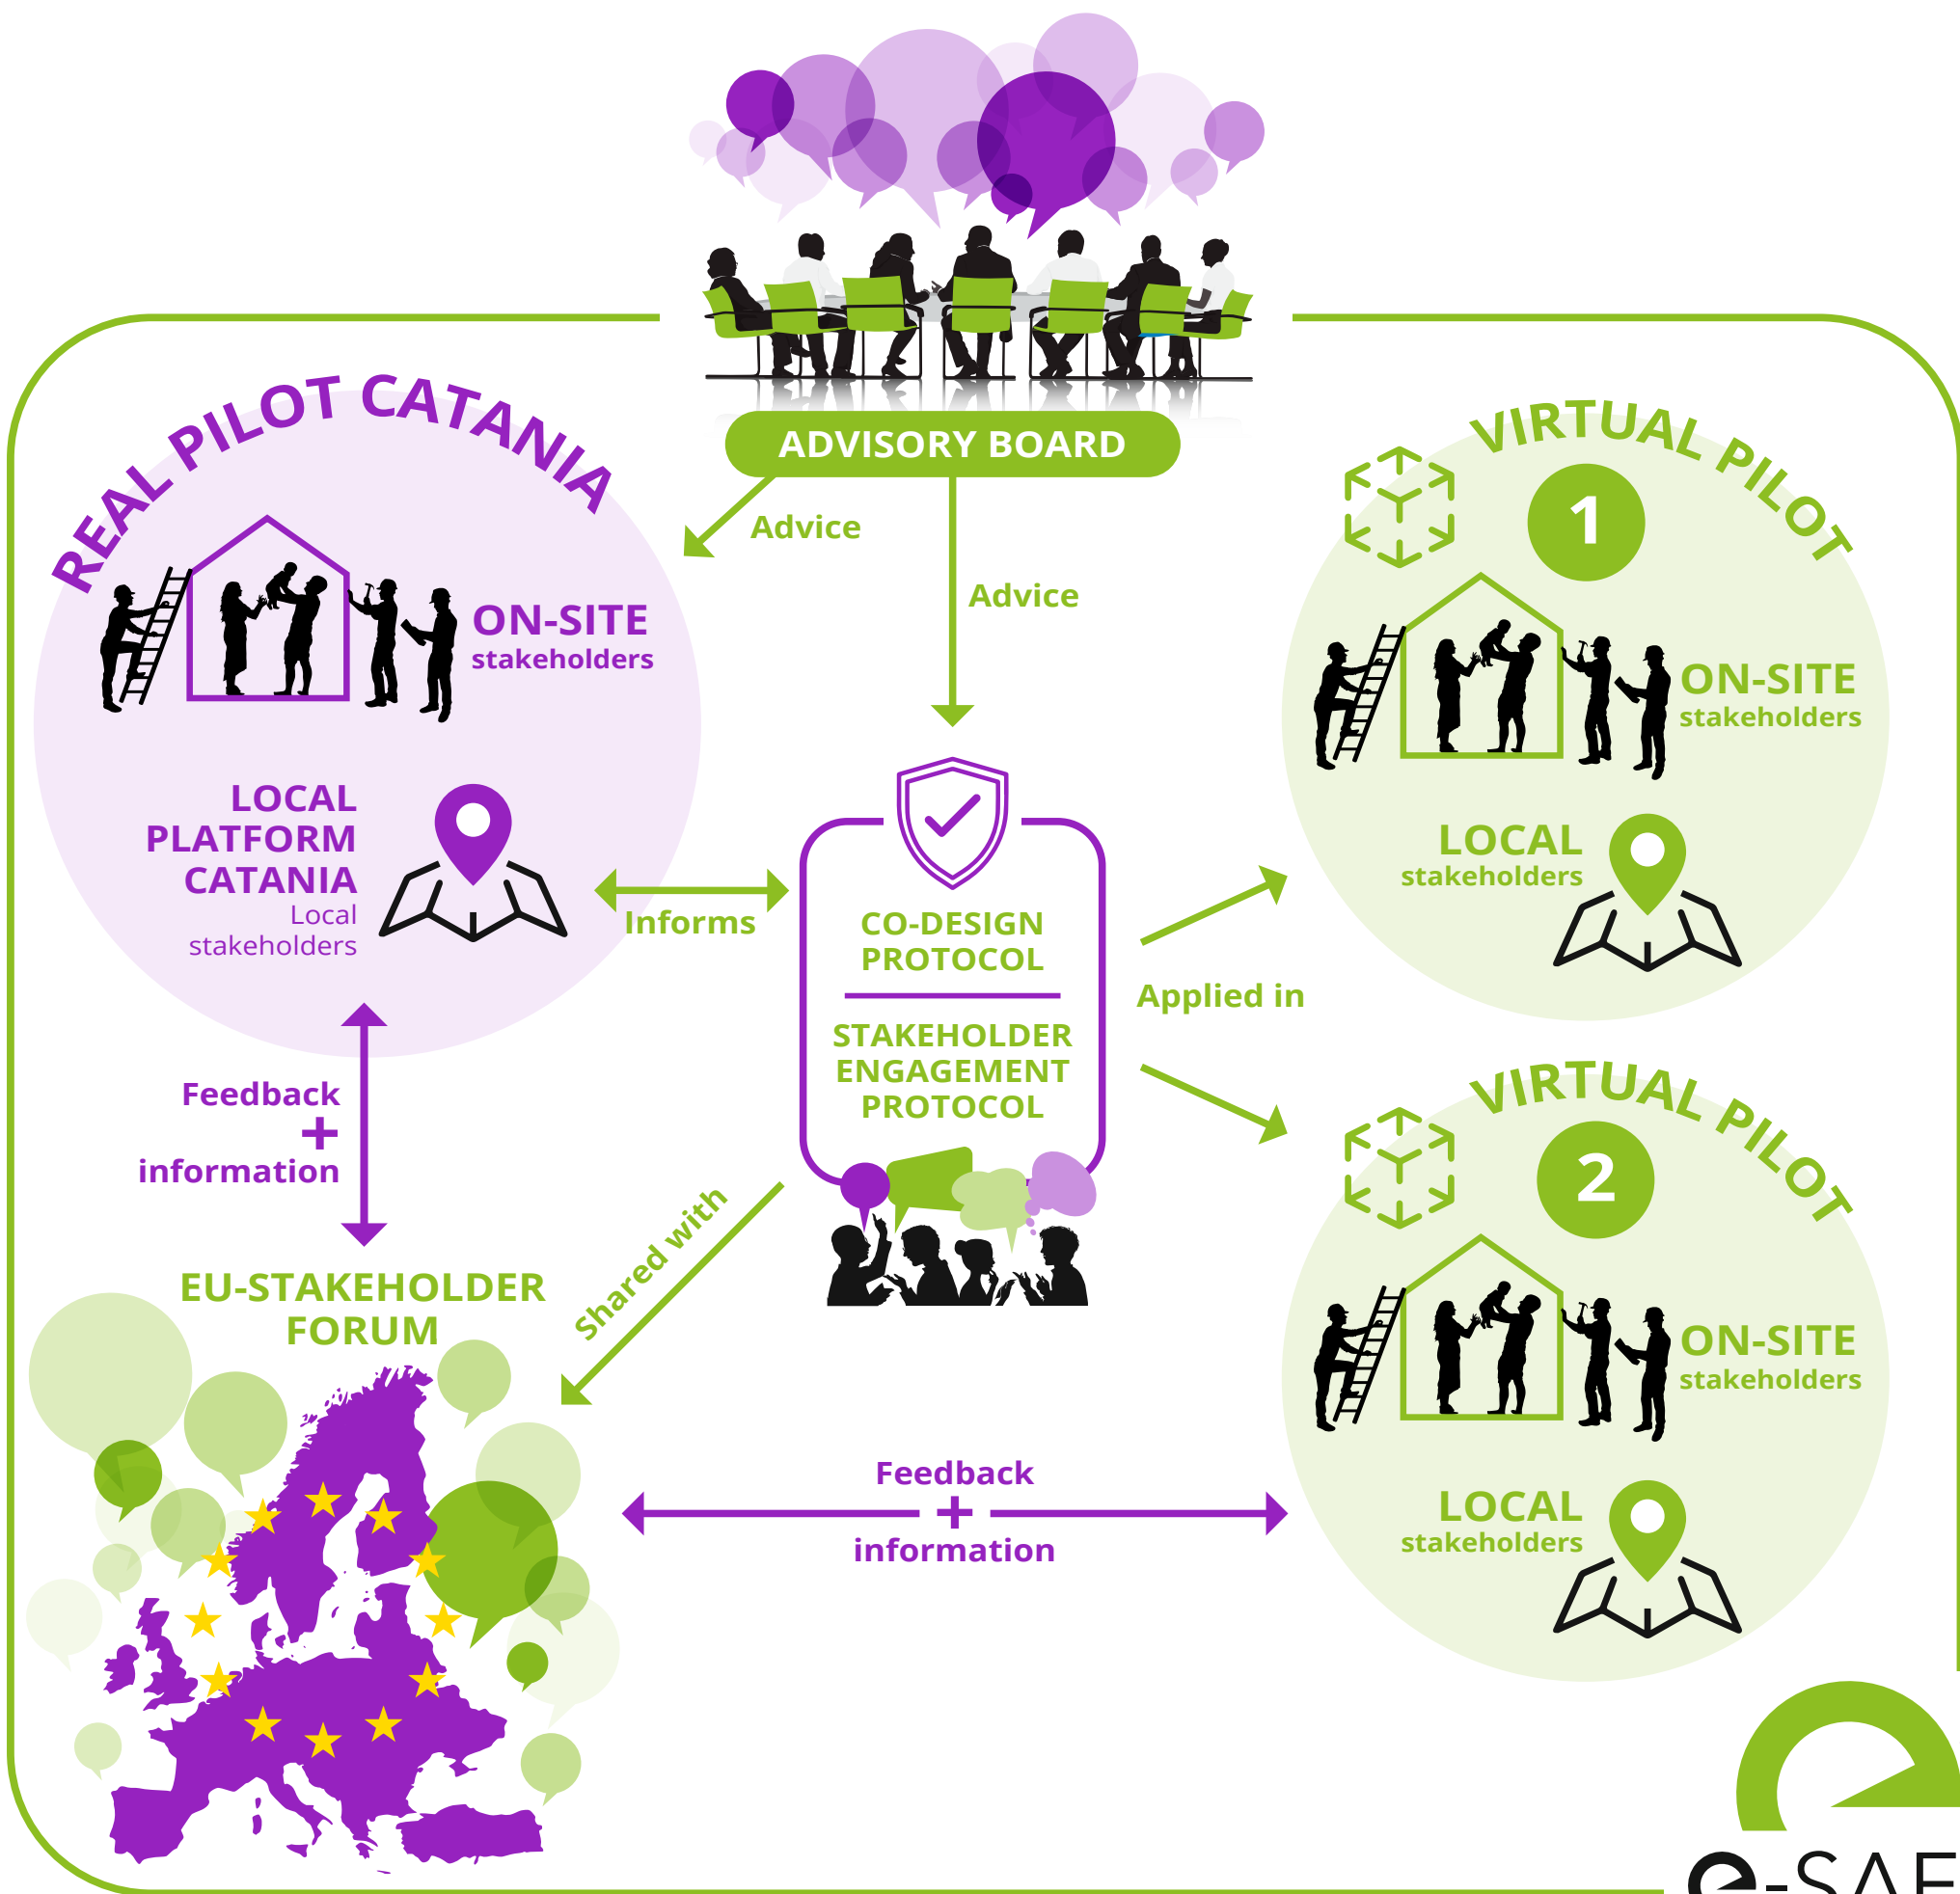 ADVISORY BOARD
REAL PILOT CATANIA
ON-SITE
stakeholders
LOCAL
PLATFORM
CATANIA
Local
stakeholders
Advice
Advice
VIRTUAL PILOT
1
ON-SITE
stakeholders
LOCAL
stakeholders
Informs
CO-DESIGN
PROTOCOL
STAKEHOLDER
ENGAGEMENT
PROTOCOL
Applied in
VIRTUAL PILOT
2
ON-SITE
stakeholders
LOCAL
stakeholders
Feedback
+
information
Shared with
EU-STAKEHOLDER
FORUM
Feedback
+
information
e-SAF